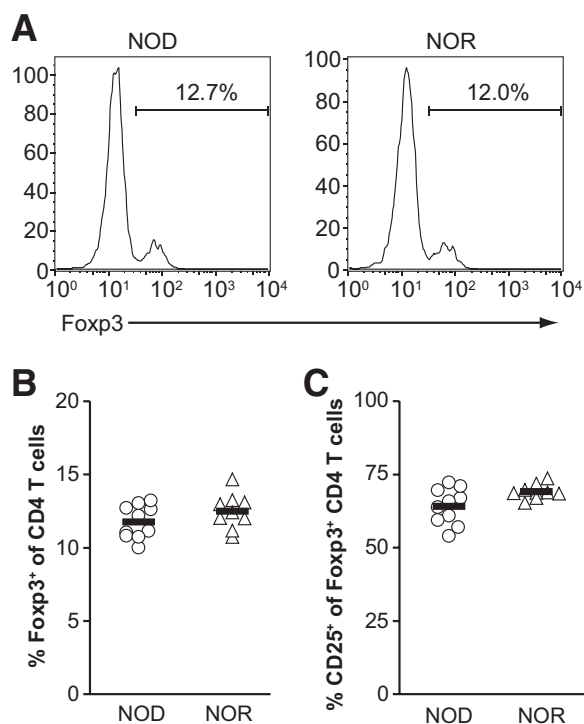 A
NOD
NOR
100
80
60
40
20
0
12.7%
10⁰ 10¹ 10² 10³ 10⁴
100
80
60
40
20
0
12.0%
10⁰ 10¹ 10² 10³ 10⁴
Foxp3
B
% Foxp3⁺ of CD4 T cells
20
15
10
5
0
NOD NOR
C
% CD25⁺ of Foxp3⁺ CD4 T cells
100
75
50
25
0
NOD NOR